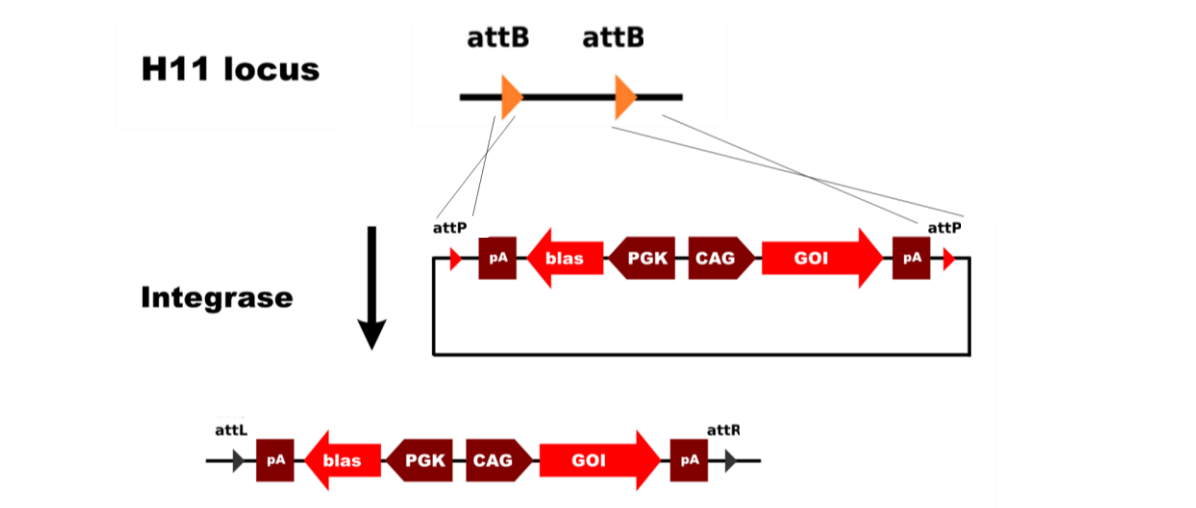 attB attB
H11 locus
attP attP
pA blas PGK CAG GOI pA
Integrase
attL attR
pA blas PGK CAG GOI pA